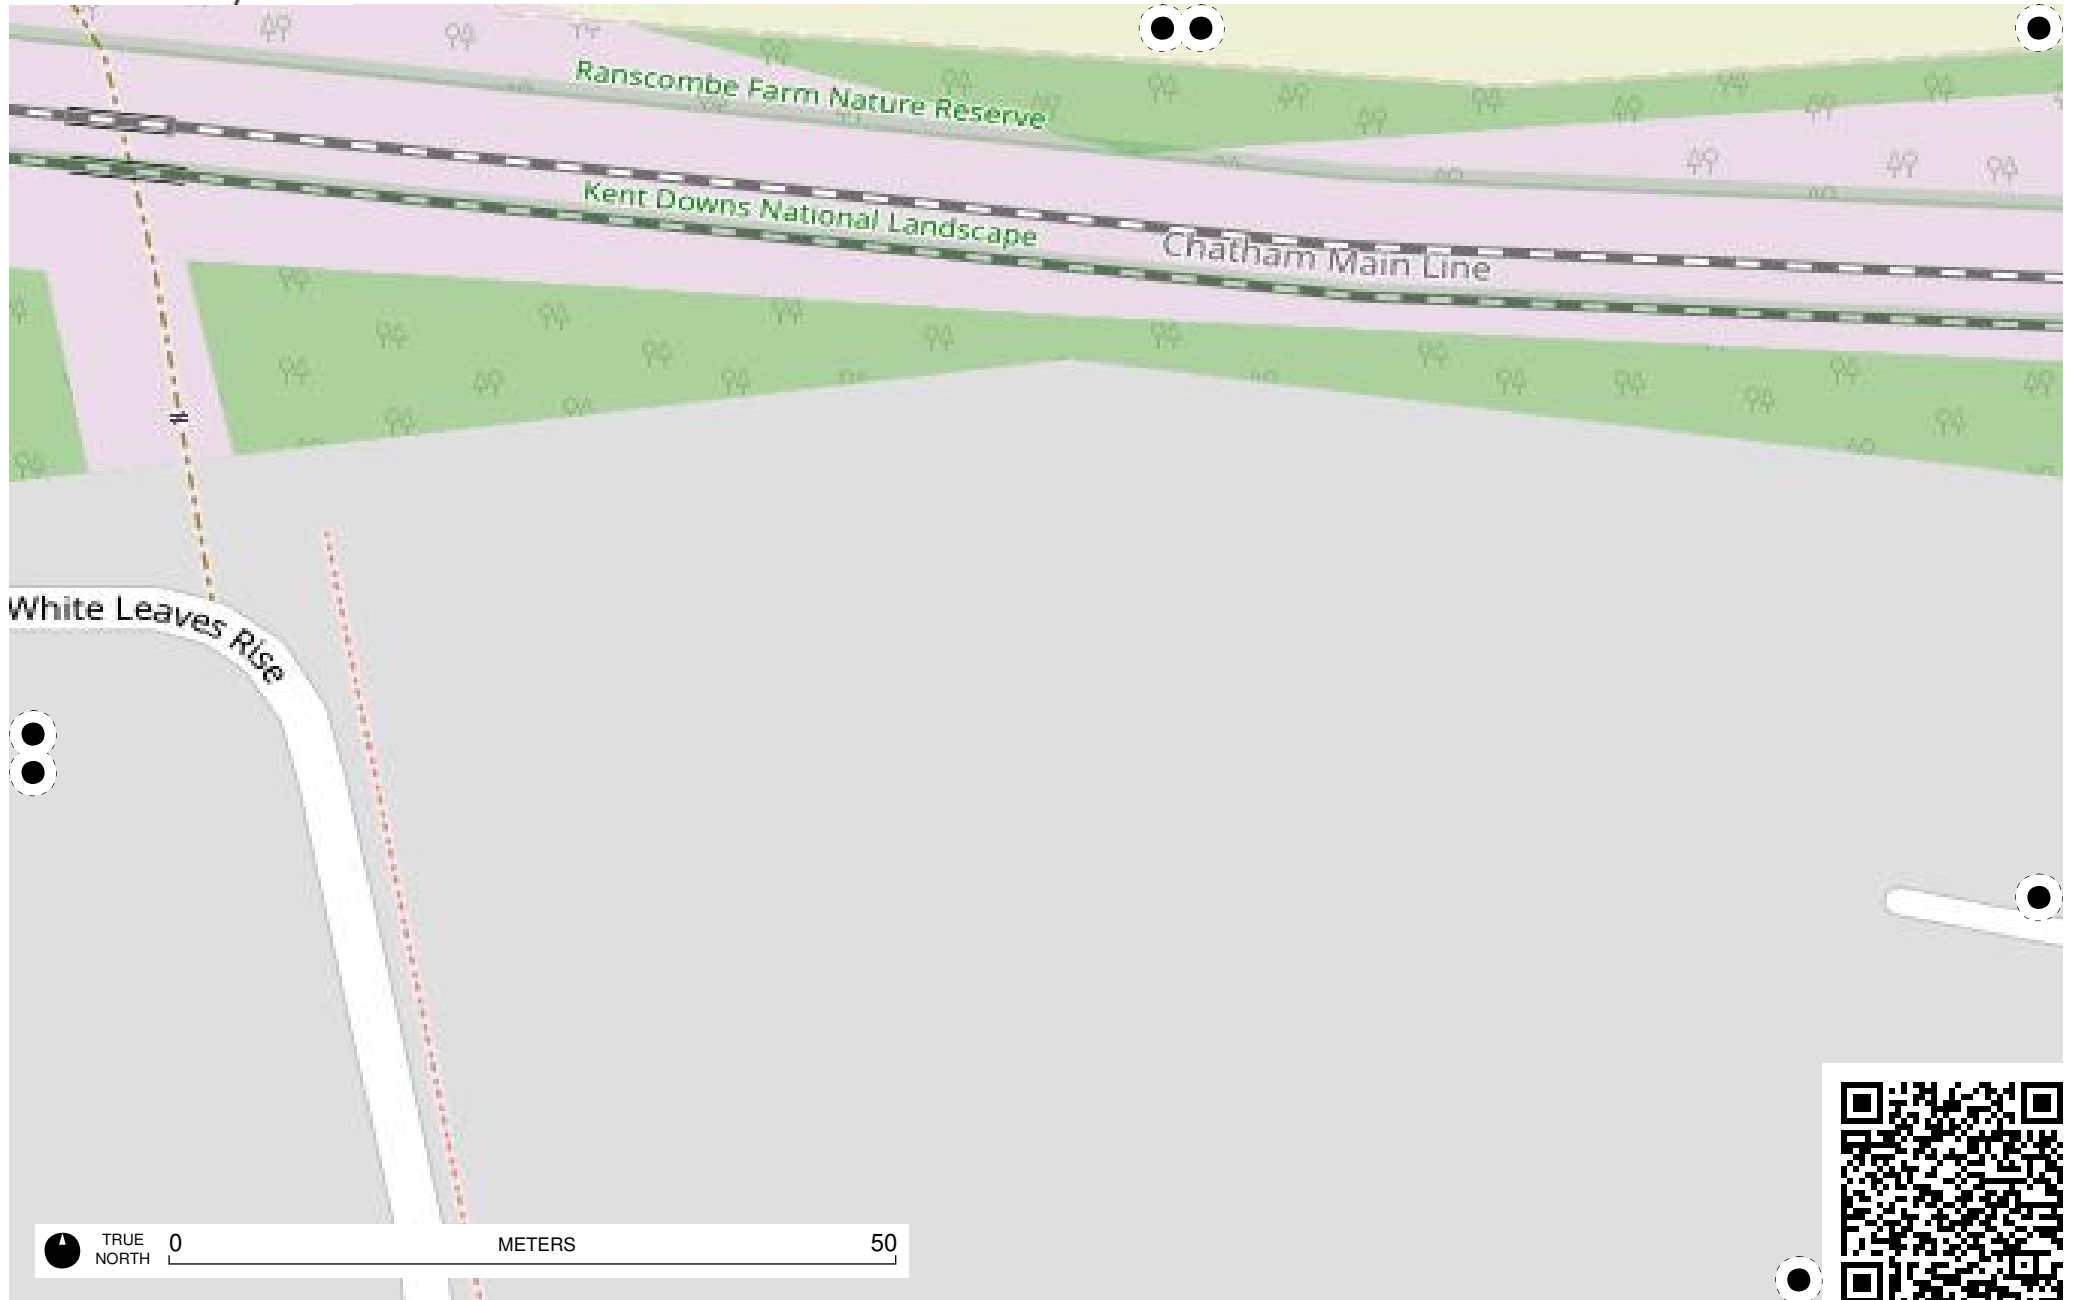 Ranscombe Farm Nature Reserve
Kent Downs National Landscape
Chatham Main Line
White Leaves Rise
TRUE
NORTH
0
METERS
50